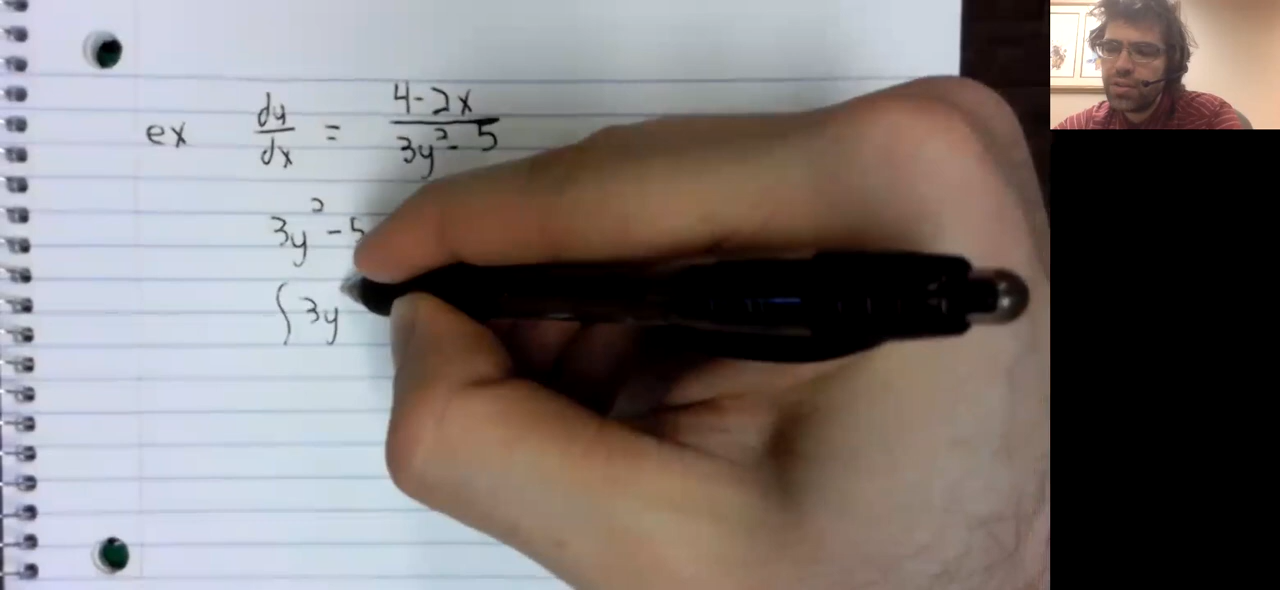 ex dy/dx = (4-2x)/(3y²-5)
3y² - 5
∫ 3y